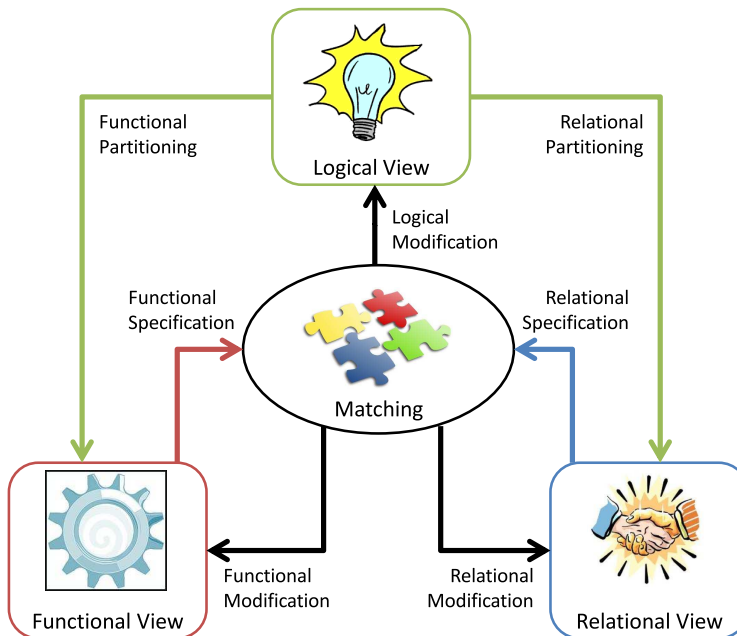 Functional
Partitioning
Relational
Partitioning
Logical View
Logical
Modification
Functional
Specification
Relational
Specification
Matching
Functional
Modification
Relational
Modification
Functional View
Relational View